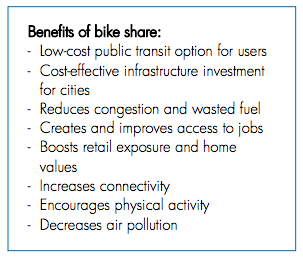 Benefits of bike share:
- Low-cost public transit option for users
- Cost-effective infrastructure investment
for cities
- Reduces congestion and wasted fuel
- Creates and improves access to jobs
- Boosts retail exposure and home
values
- Increases connectivity
- Encourages physical activity
- Decreases air pollution